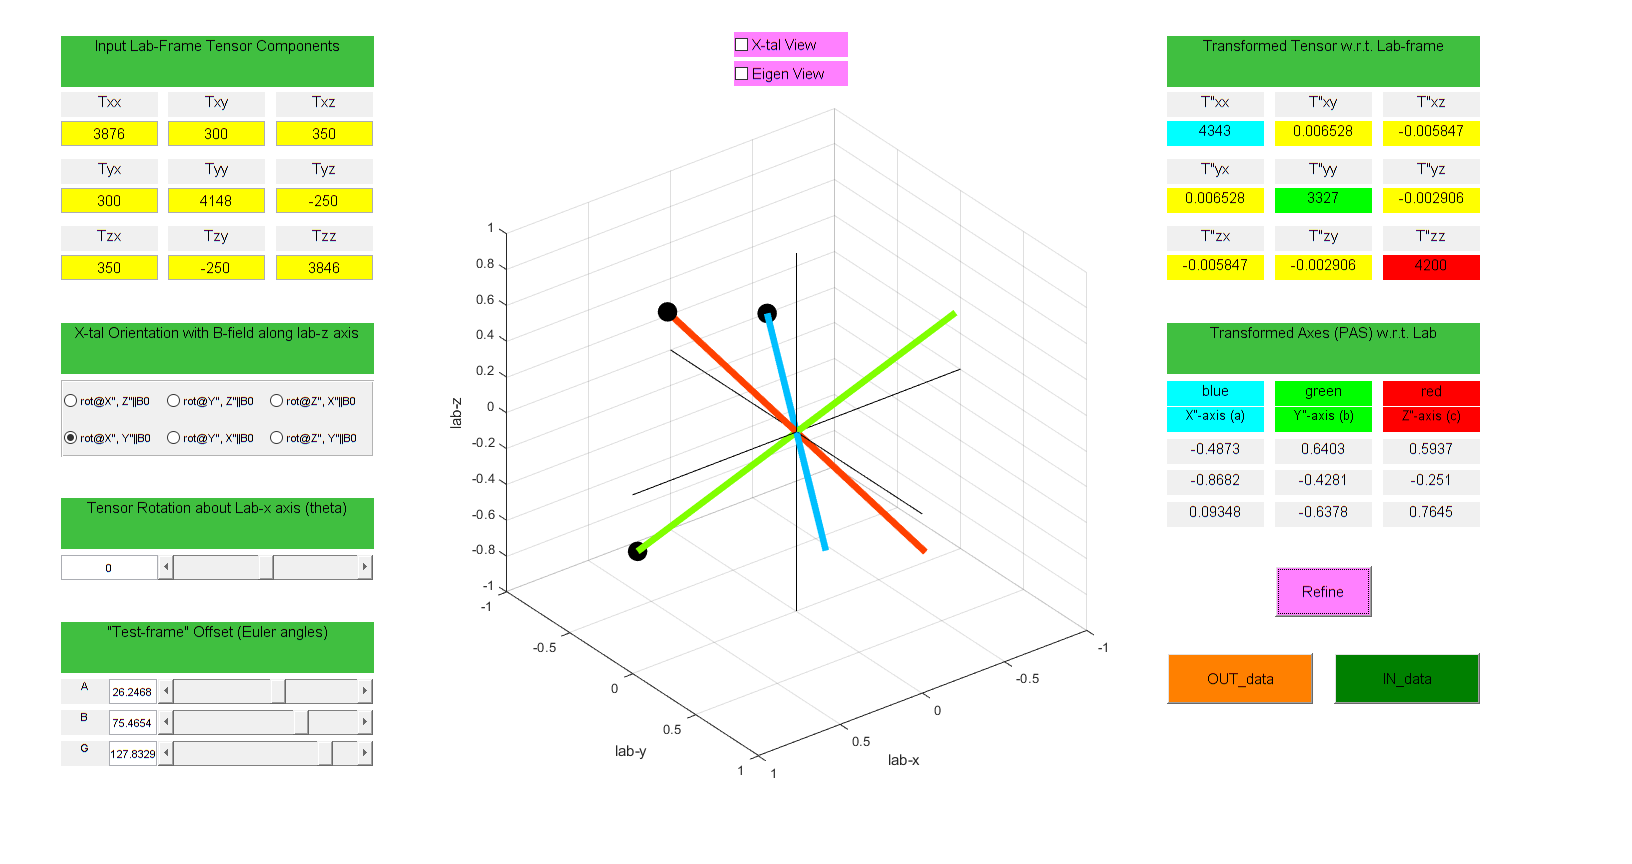 Input Lab-Frame Tensor Components
Txx Txy Txz
3876 300 350
Tyx Tyy Tyz
300 4148 -250
Tzx Tzy Tzz
350 -250 3846
X-tal Orientation with B-field along lab-z axis
rot@X", Z"||B0 rot@Y", Z"||B0 rot@Z", X"||B0
rot@X", Y"||B0 rot@Y", X"||B0 rot@Z", Y"||B0
Tensor Rotation about Lab-x axis (theta)
0
"Test-frame" Offset (Euler angles)
A 26.2468
B 75.4654
G 127.8329
X-tal View
Eigen View
1
0.8
0.6
0.4
0.2
0
-0.2
-0.4
-0.6
-0.8
-1
lab-z
-1
-0.5
0
0.5
1
lab-y
1
0.5
0
-0.5
-1
lab-x
Transformed Tensor w.r.t. Lab-frame
T"xx T"xy T"xz
4343 0.006528 -0.005847
T"yx T"yy T"yz
0.006528 3327 -0.002906
T"zx T"zy T"zz
-0.005847 -0.002906 4200
Transformed Axes (PAS) w.r.t. Lab
blue green red
X"-axis (a) Y"-axis (b) Z"-axis (c)
-0.4873 0.6403 0.5937
-0.8682 -0.4281 -0.251
0.09348 -0.6378 0.7645
Refine
OUT_data IN_data